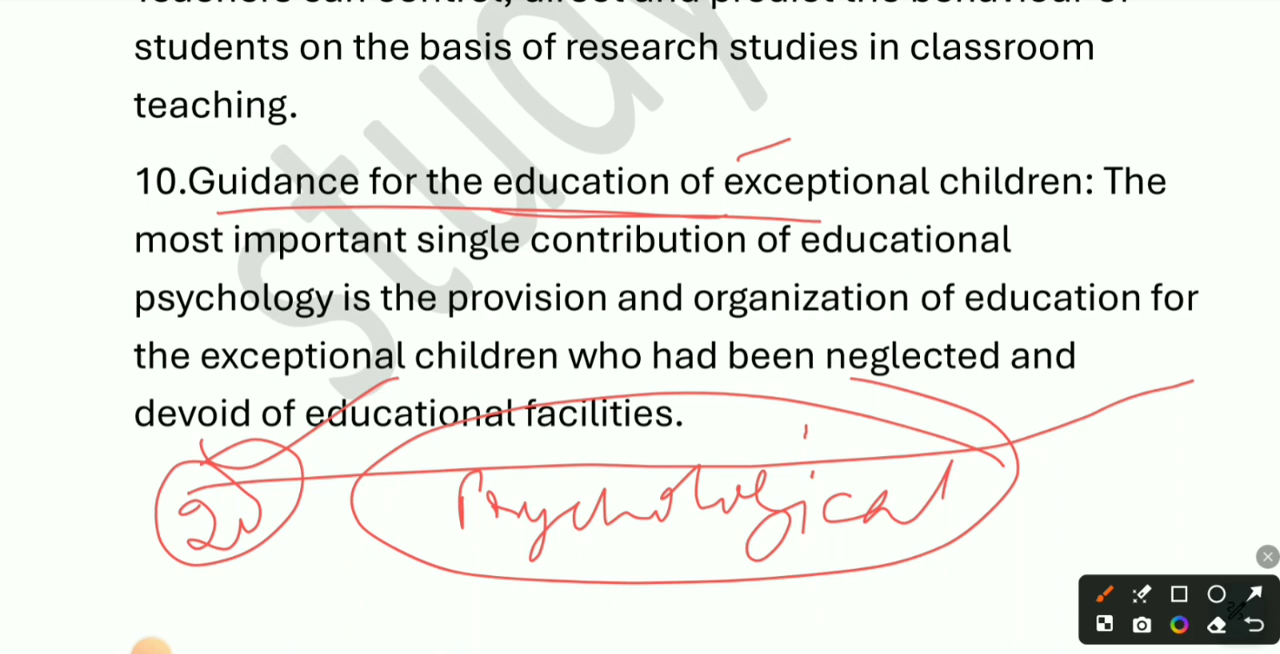 students on the basis of research studies in classroom
teaching.
10.Guidance for the education of exceptional children: The
most important single contribution of educational
psychology is the provision and organization of education for
the exceptional children who had been neglected and
devoid of educational facilities.
Psychological
study